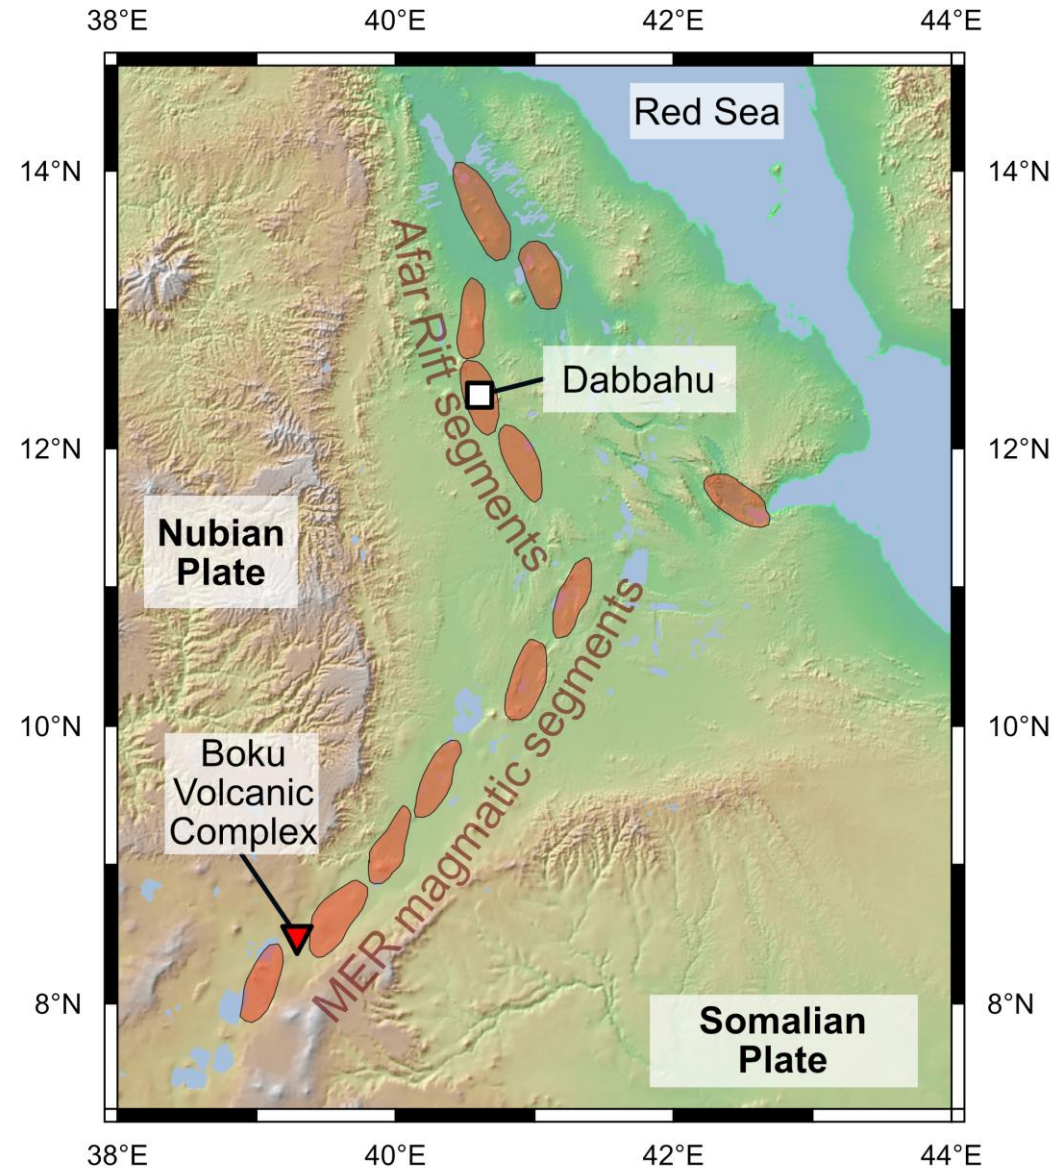 38°E 40°E 42°E 44°E
Red Sea
14°N 14°N
Afar Rift segments
Dabbahu
12°N 12°N
Nubian
Plate
MER magmatic segments
10°N 10°N
Boku
Volcanic
Complex
8°N 8°N
Somalian
Plate
38°E 40°E 42°E 44°E